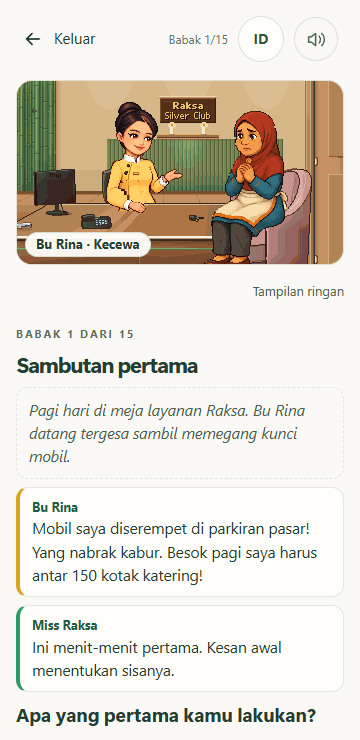 Keluar
Babak 1/15
ID
Raksa
Silver Club
Bu Rina · Kecewa
Tampilan ringan
BABAK 1 DARI 15
Sambutan pertama
Pagi hari di meja layanan Raksa. Bu Rina
datang tergesa sambil memegang kunci
mobil.
Bu Rina
Mobil saya diserempet di parkiran pasar!
Yang nabrak kabur. Besok pagi saya harus
antar 150 kotak katering!
Miss Raksa
Ini menit-menit pertama. Kesan awal
menentukan sisanya.
Apa yang pertama kamu lakukan?